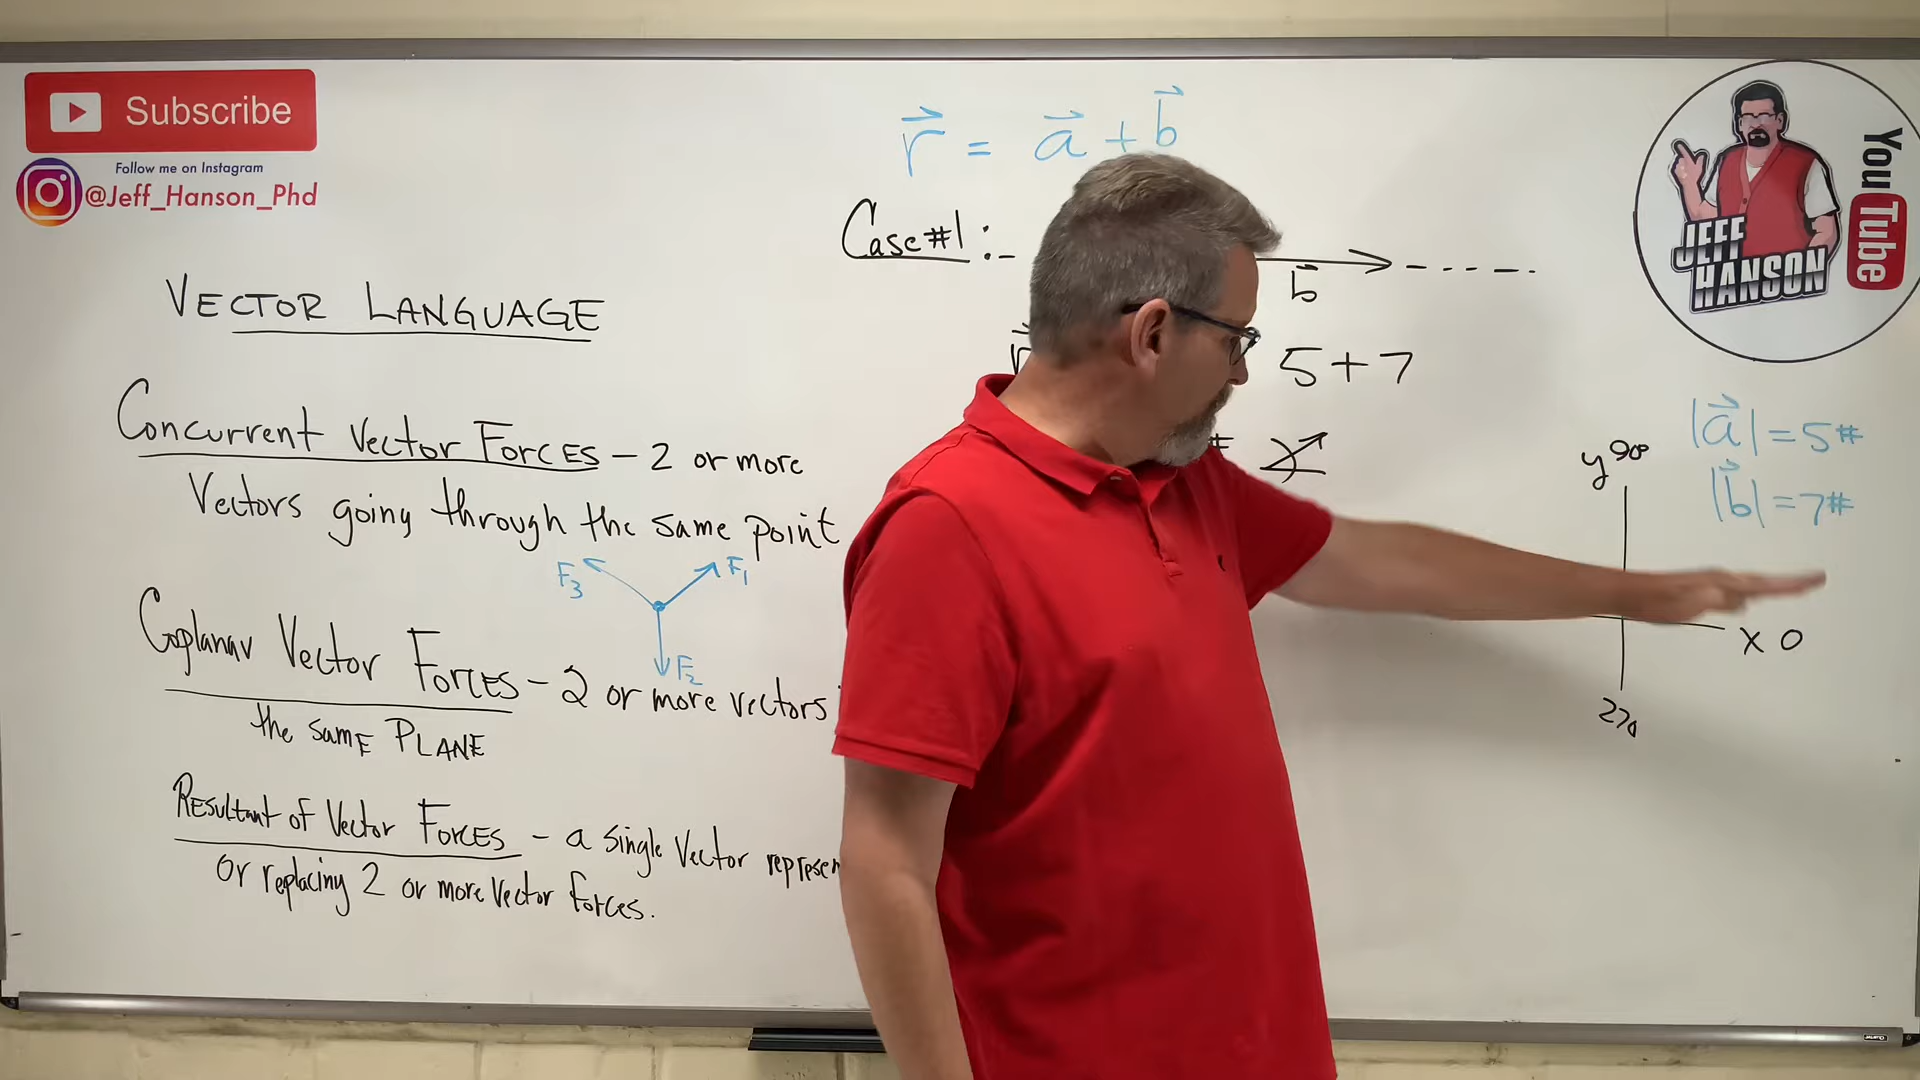 Subscribe
Follow me on Instagram
@Jeff_Hanson_Phd
VECTOR LANGUAGE
Concurrent Vector Forces - 2 or more
Vectors going through the same point
F3 F1
F2
Coplanar Vector Forces - 2 or more vectors
the same PLANE
Resultant of Vector Forces - a single Vector represen
or replacing 2 or more Vector forces.
r = a + b
Case #1:
b
r 5+7
#
|a| = 5#
|b| = 7#
y 90°
x 0
270
JEFF HANSON
YouTube